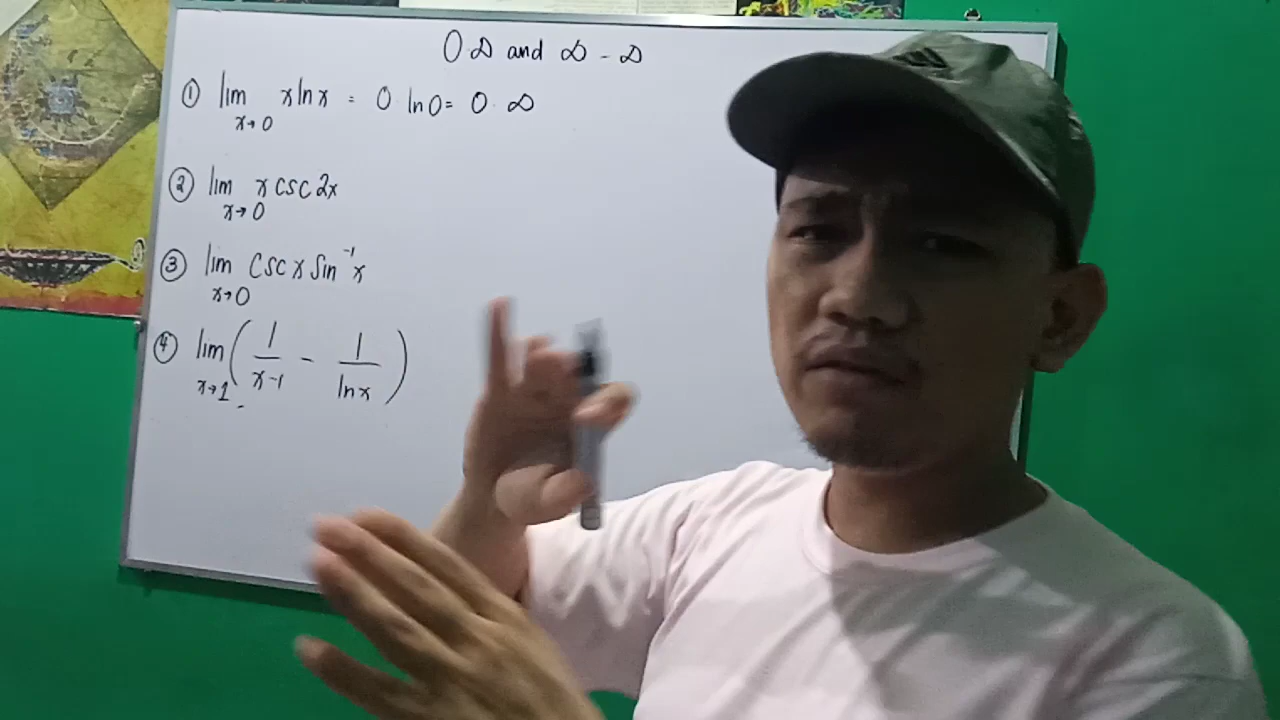 0 ∞ and ∞ - ∞
① lim x→0 x ln x = 0 · ln 0 = 0 · ∞
② lim x→0 x csc 2x
③ lim x→0 csc x Sin⁻¹ x
④ lim x→1 ( 1/(x-1) - 1/(ln x) )